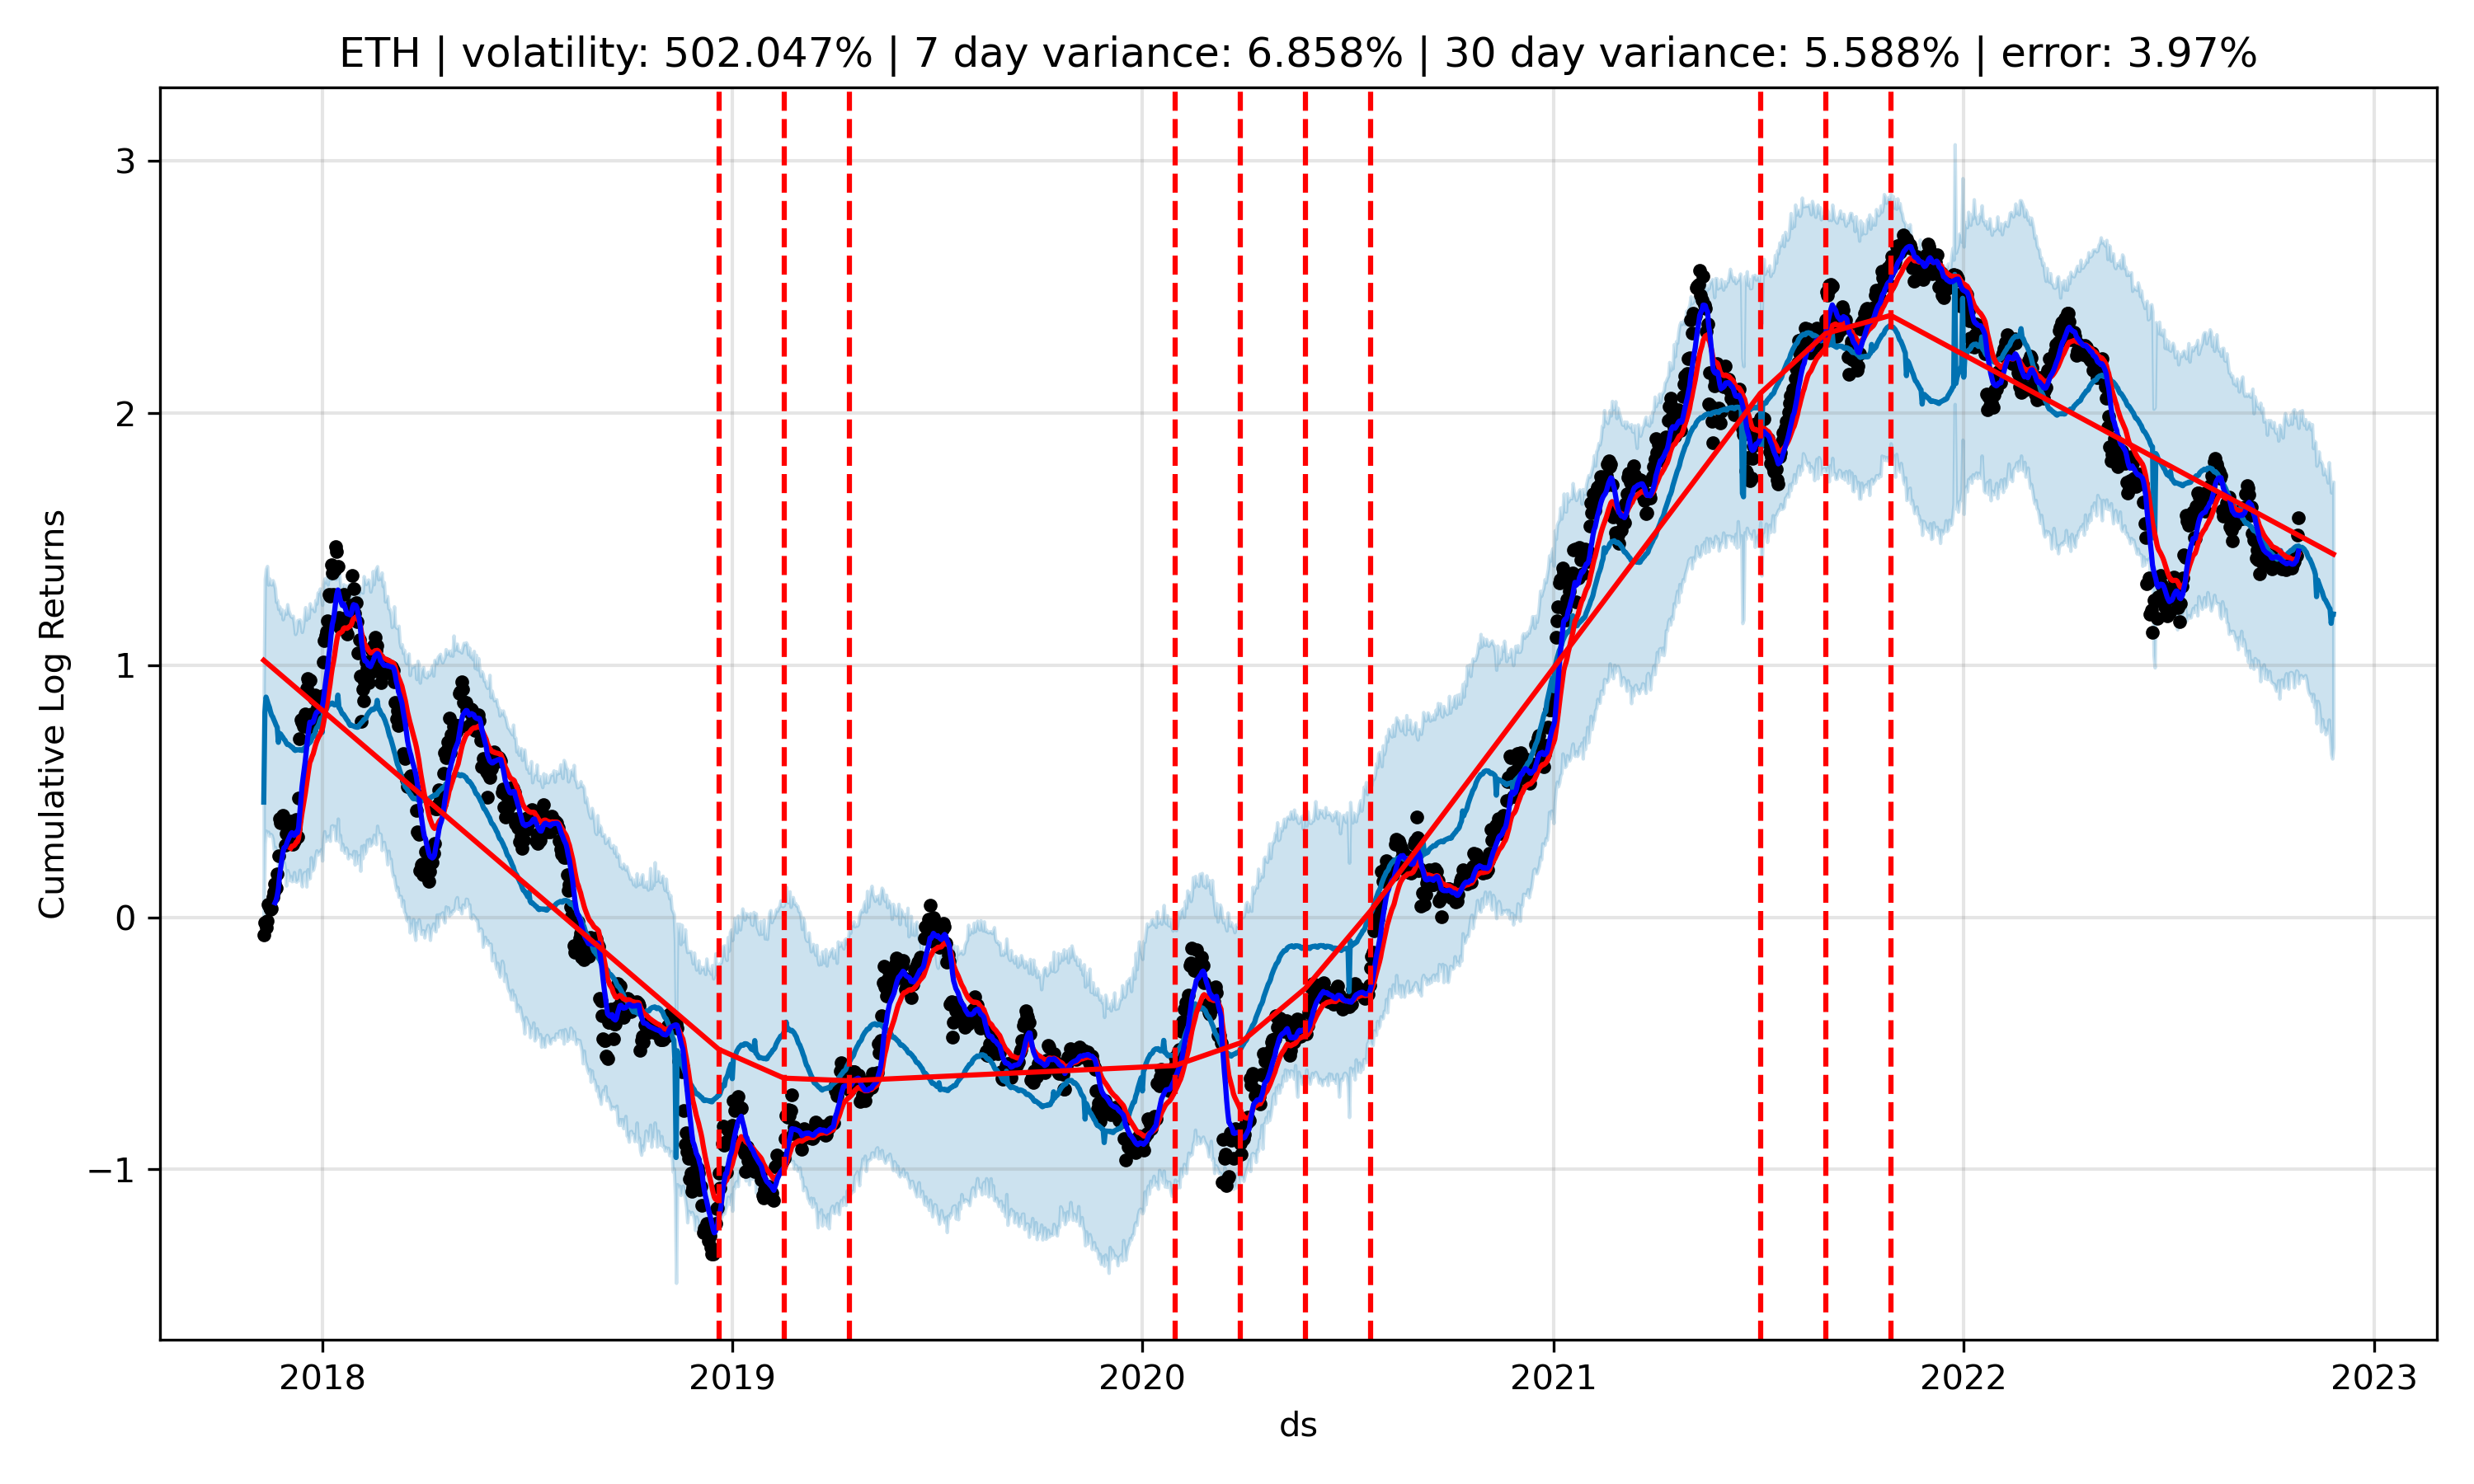 ETH | volatility: 502.047% | 7 day variance: 6.858% | 30 day variance: 5.588% | error: 3.97%
Cumulative Log Returns
3
2
1
0
−1
2018 2019 2020 2021 2022 2023
ds